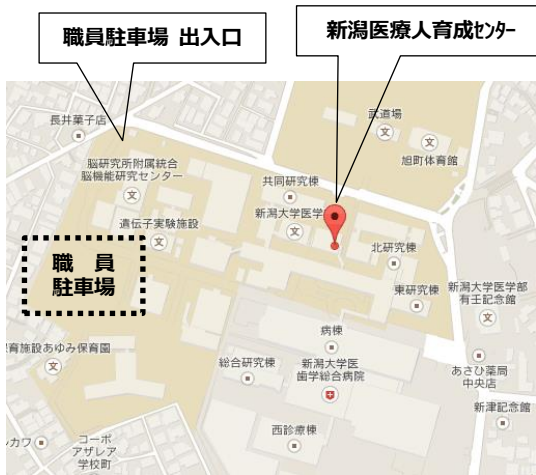 職員駐車場 出入口
新潟医療人育成ｾﾝﾀｰ
長井菓子店
武道場
旭町体育館
脳研究所附属統合
脳機能研究センター
共同研究棟
遺伝子実験施設
新潟大学医学
北研究棟
職 員
駐車場
東研究棟
新潟大学医学部
有壬記念館
病棟
育施設あゆみ保育園
総合研究棟
新潟大学医
歯学総合病院
あさひ薬局
中央店
新津記念館
西診療棟
ルカワ
コーポ
アザレア
学校町